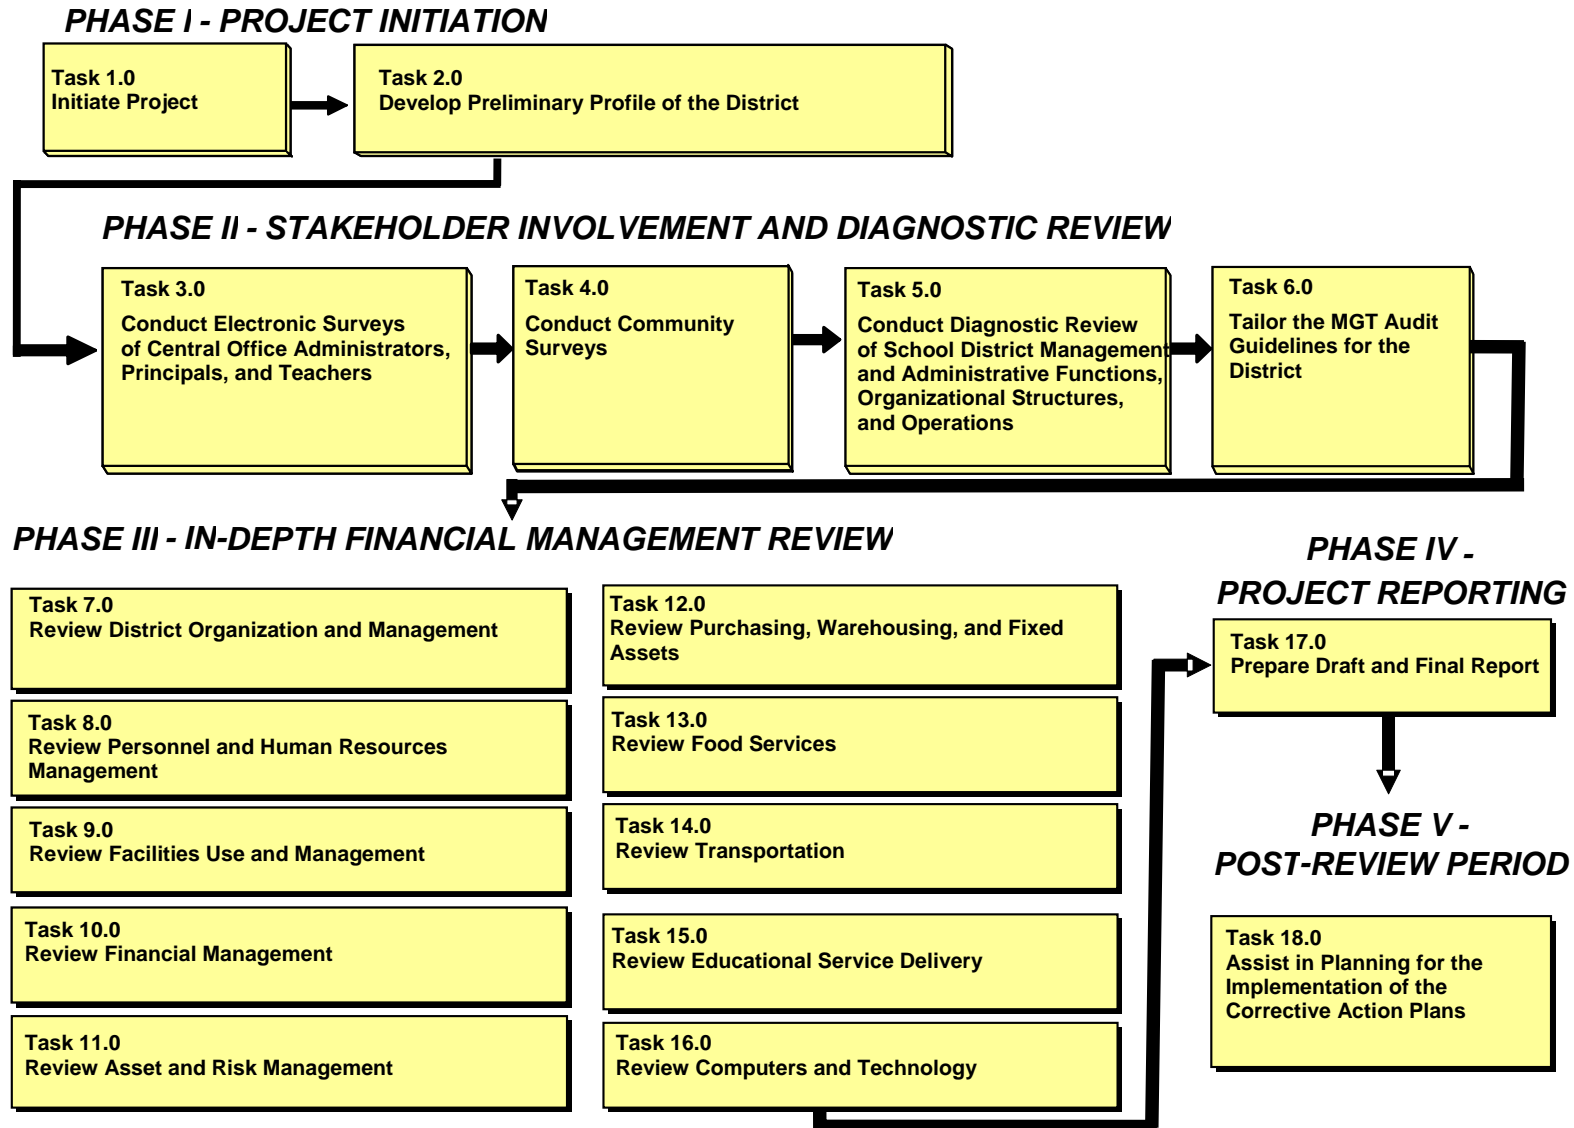 PHASE I - PROJECT INITIATION
Task 1.0
Initiate Project
Task 2.0
Develop Preliminary Profile of the District
PHASE II - STAKEHOLDER INVOLVEMENT AND DIAGNOSTIC REVIEW
Task 3.0
Conduct Electronic Surveys
of Central Office Administrators,
Principals, and Teachers
Task 4.0
Conduct Community
Surveys
Task 5.0
Conduct Diagnostic Review
of School District Management
and Administrative Functions,
Organizational Structures,
and Operations
Task 6.0
Tailor the MGT Audit
Guidelines for the
District
PHASE III - IN-DEPTH FINANCIAL MANAGEMENT REVIEW
Task 7.0
Review District Organization and Management
Task 8.0
Review Personnel and Human Resources
Management
Task 9.0
Review Facilities Use and Management
Task 10.0
Review Financial Management
Task 11.0
Review Asset and Risk Management
Task 12.0
Review Purchasing, Warehousing, and Fixed
Assets
Task 13.0
Review Food Services
Task 14.0
Review Transportation
Task 15.0
Review Educational Service Delivery
Task 16.0
Review Computers and Technology
PHASE IV -
PROJECT REPORTING
Task 17.0
Prepare Draft and Final Report
PHASE V -
POST-REVIEW PERIOD
Task 18.0
Assist in Planning for the
Implementation of the
Corrective Action Plans